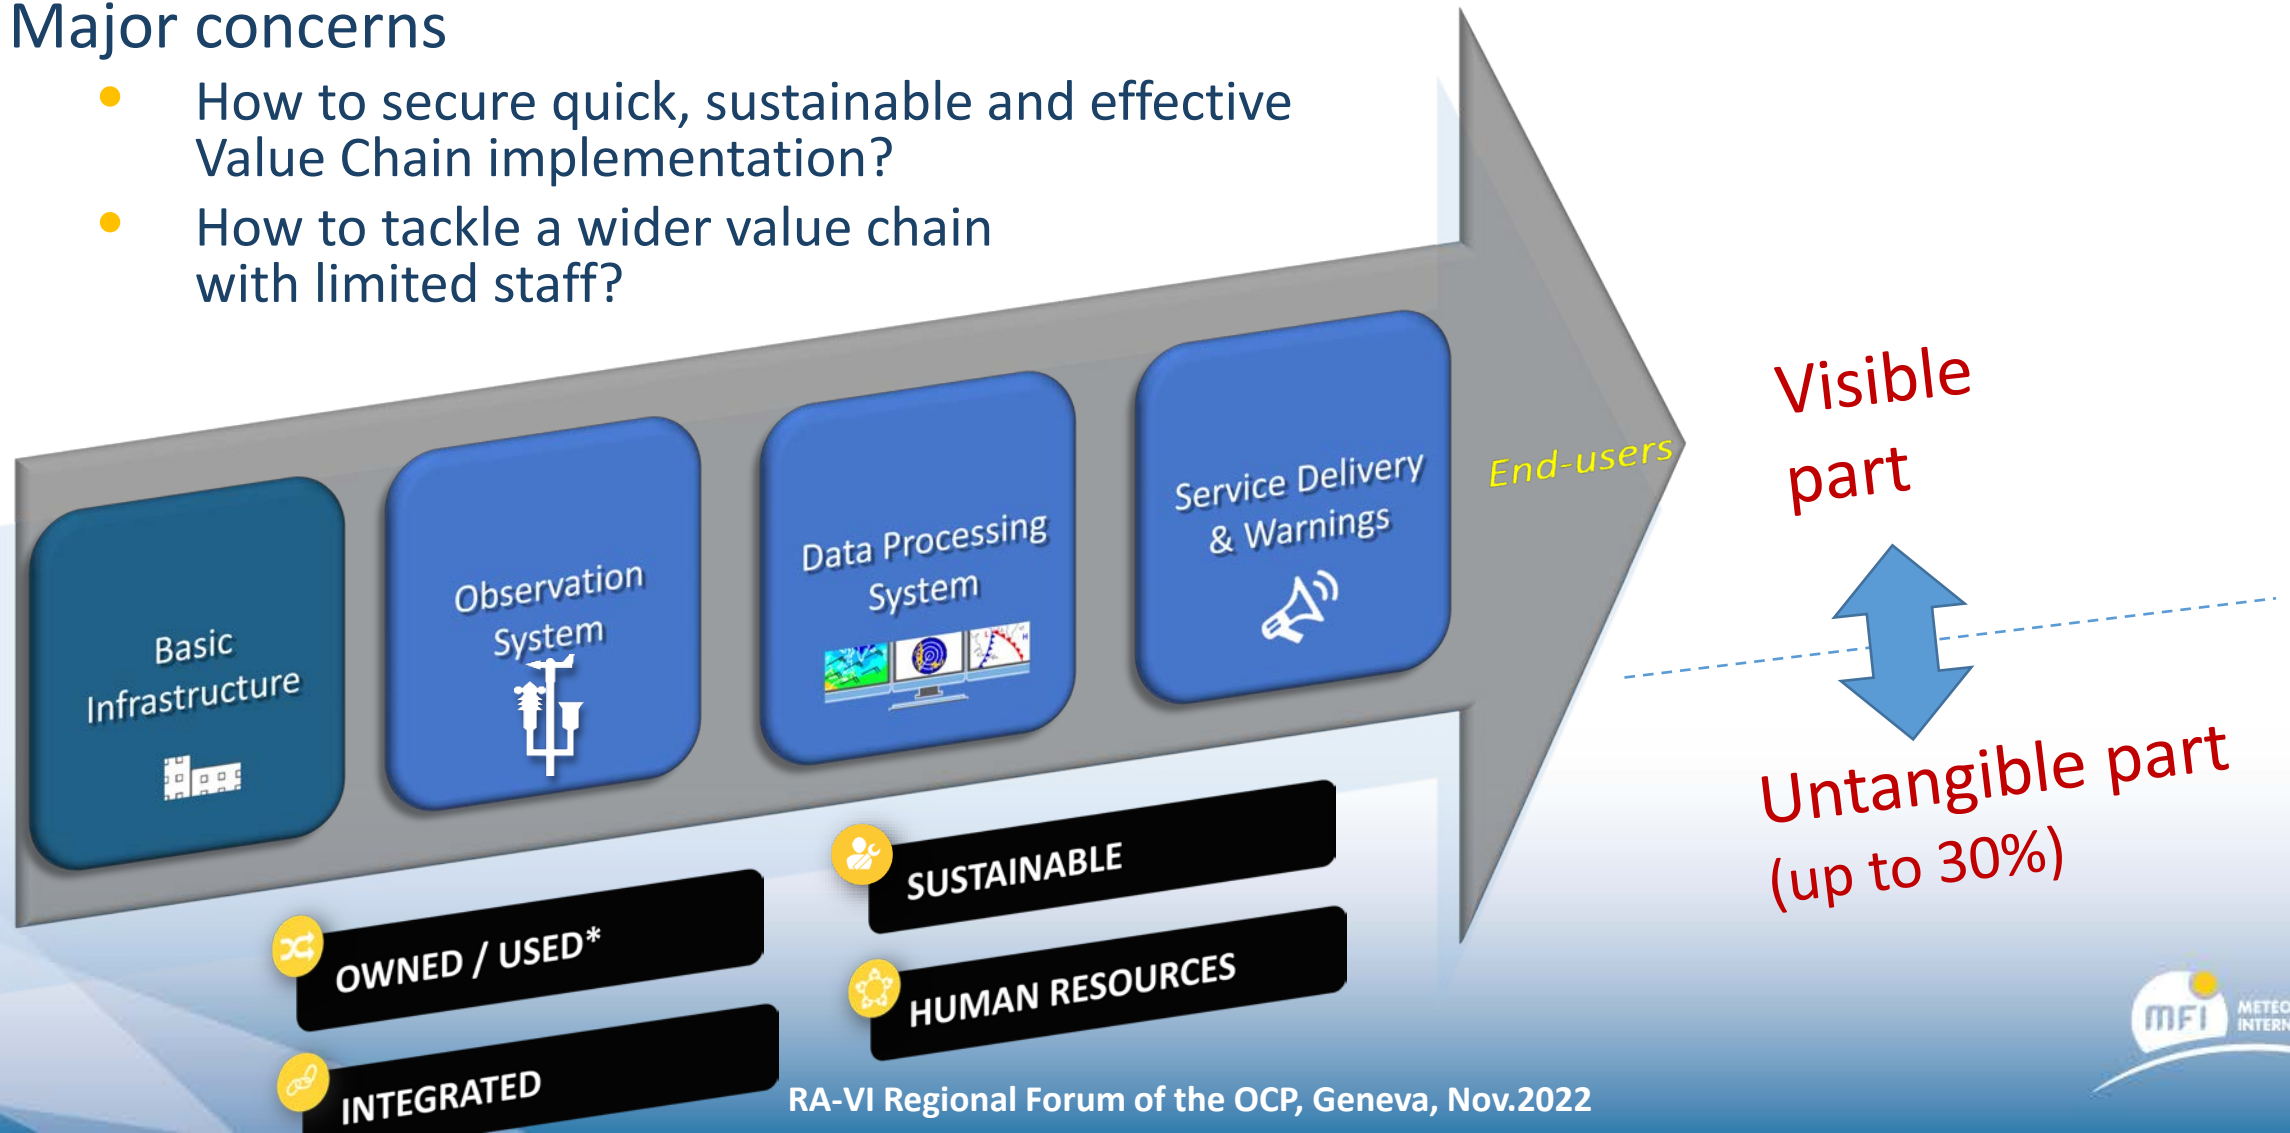 Major concerns
• How to secure quick, sustainable and effective
Value Chain implementation?
• How to tackle a wider value chain
with limited staff?
Basic
Infrastructure
Observation
System
Data Processing
System
Service Delivery
& Warnings
End-users
Visible
part
Untangible part
(up to 30%)
OWNED / USED*
INTEGRATED
SUSTAINABLE
HUMAN RESOURCES
RA-VI Regional Forum of the OCP, Geneva, Nov.2022
MFI